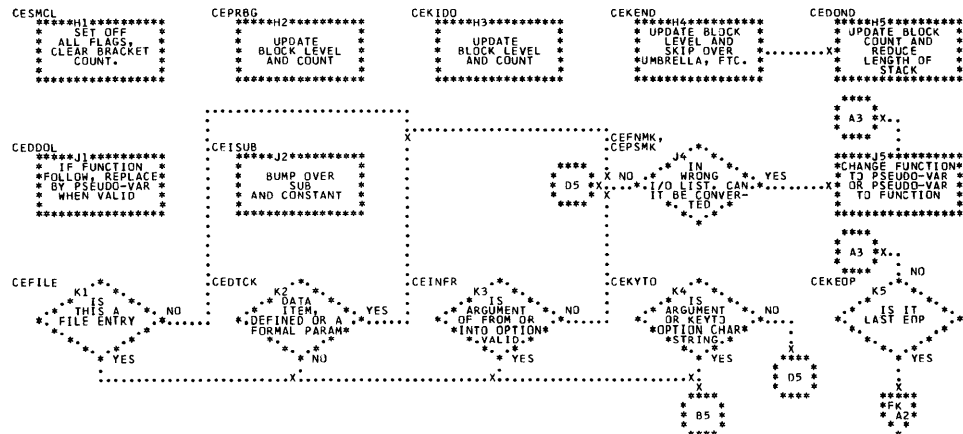 CESMCL CEPRBG CEKIDO CEKEND CEDOND
H1 H2 H3 H4 H5
SET OFF ALL FLAGS, CLEAR BRACKET COUNT.
UPDATE BLOCK LEVEL AND COUNT
UPDATE BLOCK LEVEL AND COUNT
UPDATE BLOCK LEVEL AND SKIP OVER UMBRELLA, FTC.
UPDATE BLOCK COUNT AND REDUCE LENGTH OF STACK
A3
CEDDOL CEISUB CEFNMK, CEPSMK
J1 J2 J4 J5
IF FUNCTION FOLLOW, REPLACE BY PSEUDO-VAR WHEN VALID
BUMP OVER SUB AND CONSTANT
D5
NO
IN WRONG I/O LIST, CAN IT BE CONVER-TED
YES
CHANGE FUNCTION TO PSEUDO-VAR OR PSEUDO-VAR TO FUNCTION
A3
NO
CEFILE CEDTCK CEINFR CEKYTO CEKEOP
K1 K2 K3 K4 K5
IS THIS A FILE ENTRY
NO
YES
DATA ITEM, DEFINED OR A FORMAL PARAM
YES
NO
IS ARGUMENT OF FROM OR INTO OPTION VALID.
NO
YES
IS ARGUMENT OR KEYTO OPTION CHAR STRING.
NO
YES
IS IT LAST EOP
YES
D5
B5
FK A2